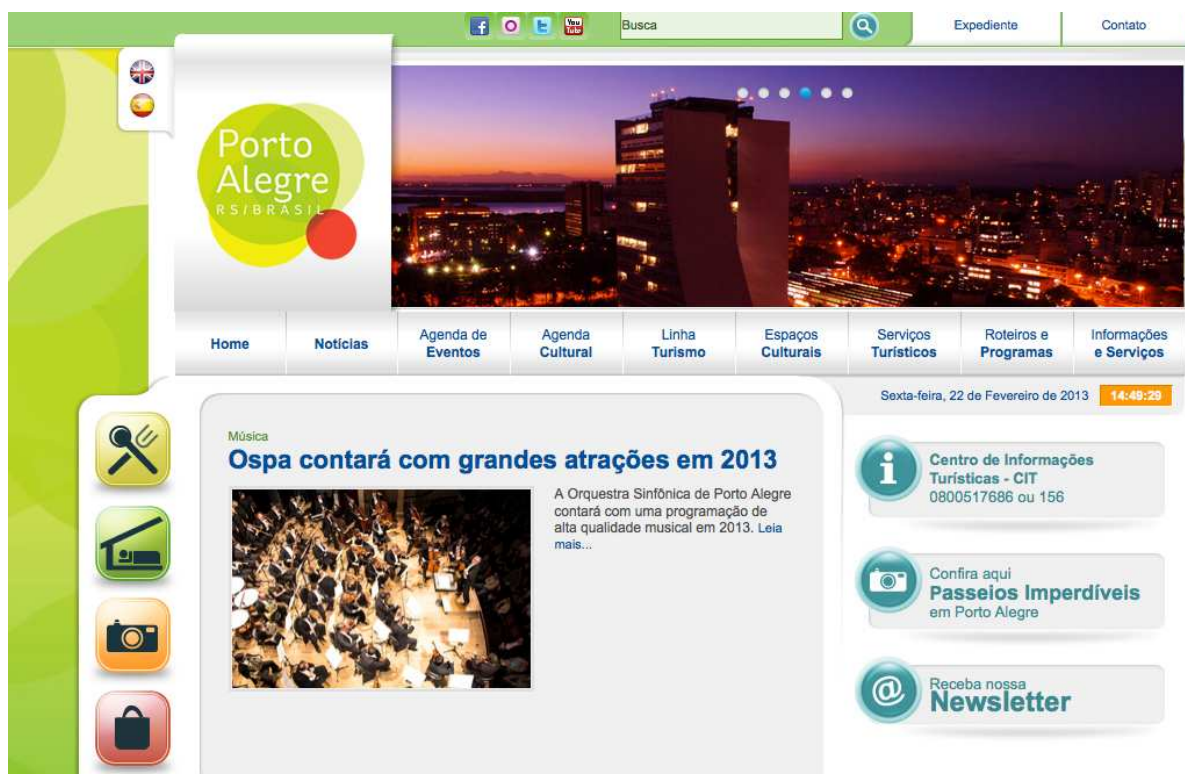 f
You
Tube
Busca
Expediente
Contato
Porto
Alegre
RS/BRASIL
Home
Notícias
Agenda de
Eventos
Agenda
Cultural
Linha
Turismo
Espaços
Culturais
Serviços
Turísticos
Roteiros e
Programas
Informações
e Serviços
Sexta-feira, 22 de Fevereiro de 2013 14:49:29
Música
Ospa contará com grandes atrações em 2013
A Orquestra Sinfônica de Porto Alegre
contará com uma programação de
alta qualidade musical em 2013. Leia
mais...
i
Centro de Informações
Turísticas - CIT
0800517686 ou 156
Confira aqui
Passeios Imperdíveis
em Porto Alegre
@
Receba nossa
Newsletter